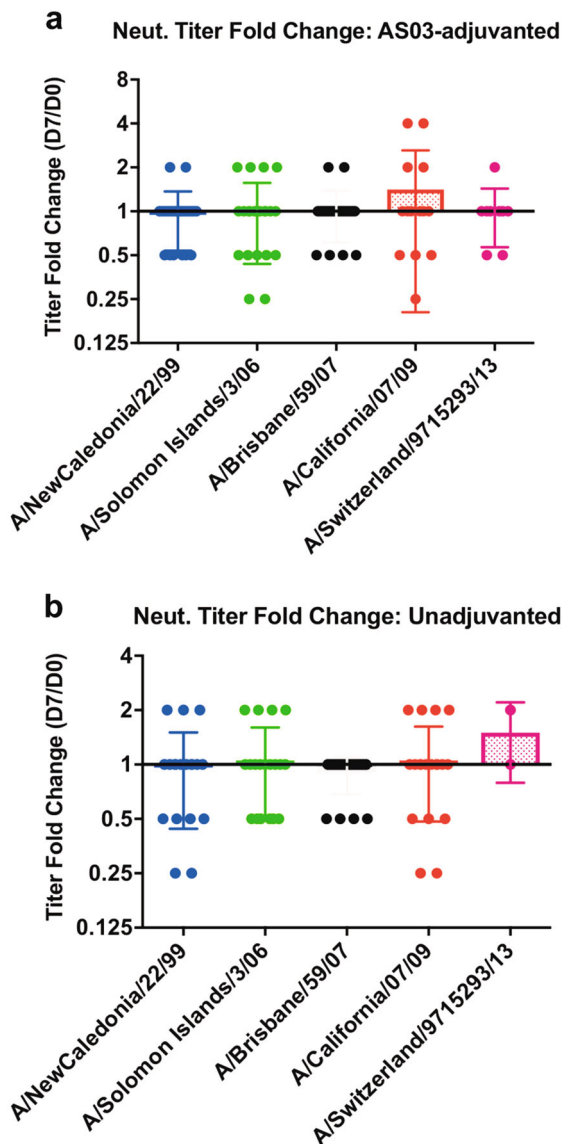 a
Neut. Titer Fold Change: AS03-adjuvanted
Titer Fold Change (D7/D0)
8
4
2
1
0.5
0.25
0.125
A/NewCaledonia/22/99
A/Solomon Islands/3/06
A/Brisbane/59/07
A/California/07/09
A/Switzerland/9715293/13
b
Neut. Titer Fold Change: Unadjuvanted
Titer Fold Change (D7/D0)
4
2
1
0.5
0.25
0.125
A/NewCaledonia/22/99
A/Solomon Islands/3/06
A/Brisbane/59/07
A/California/07/09
A/Switzerland/9715293/13